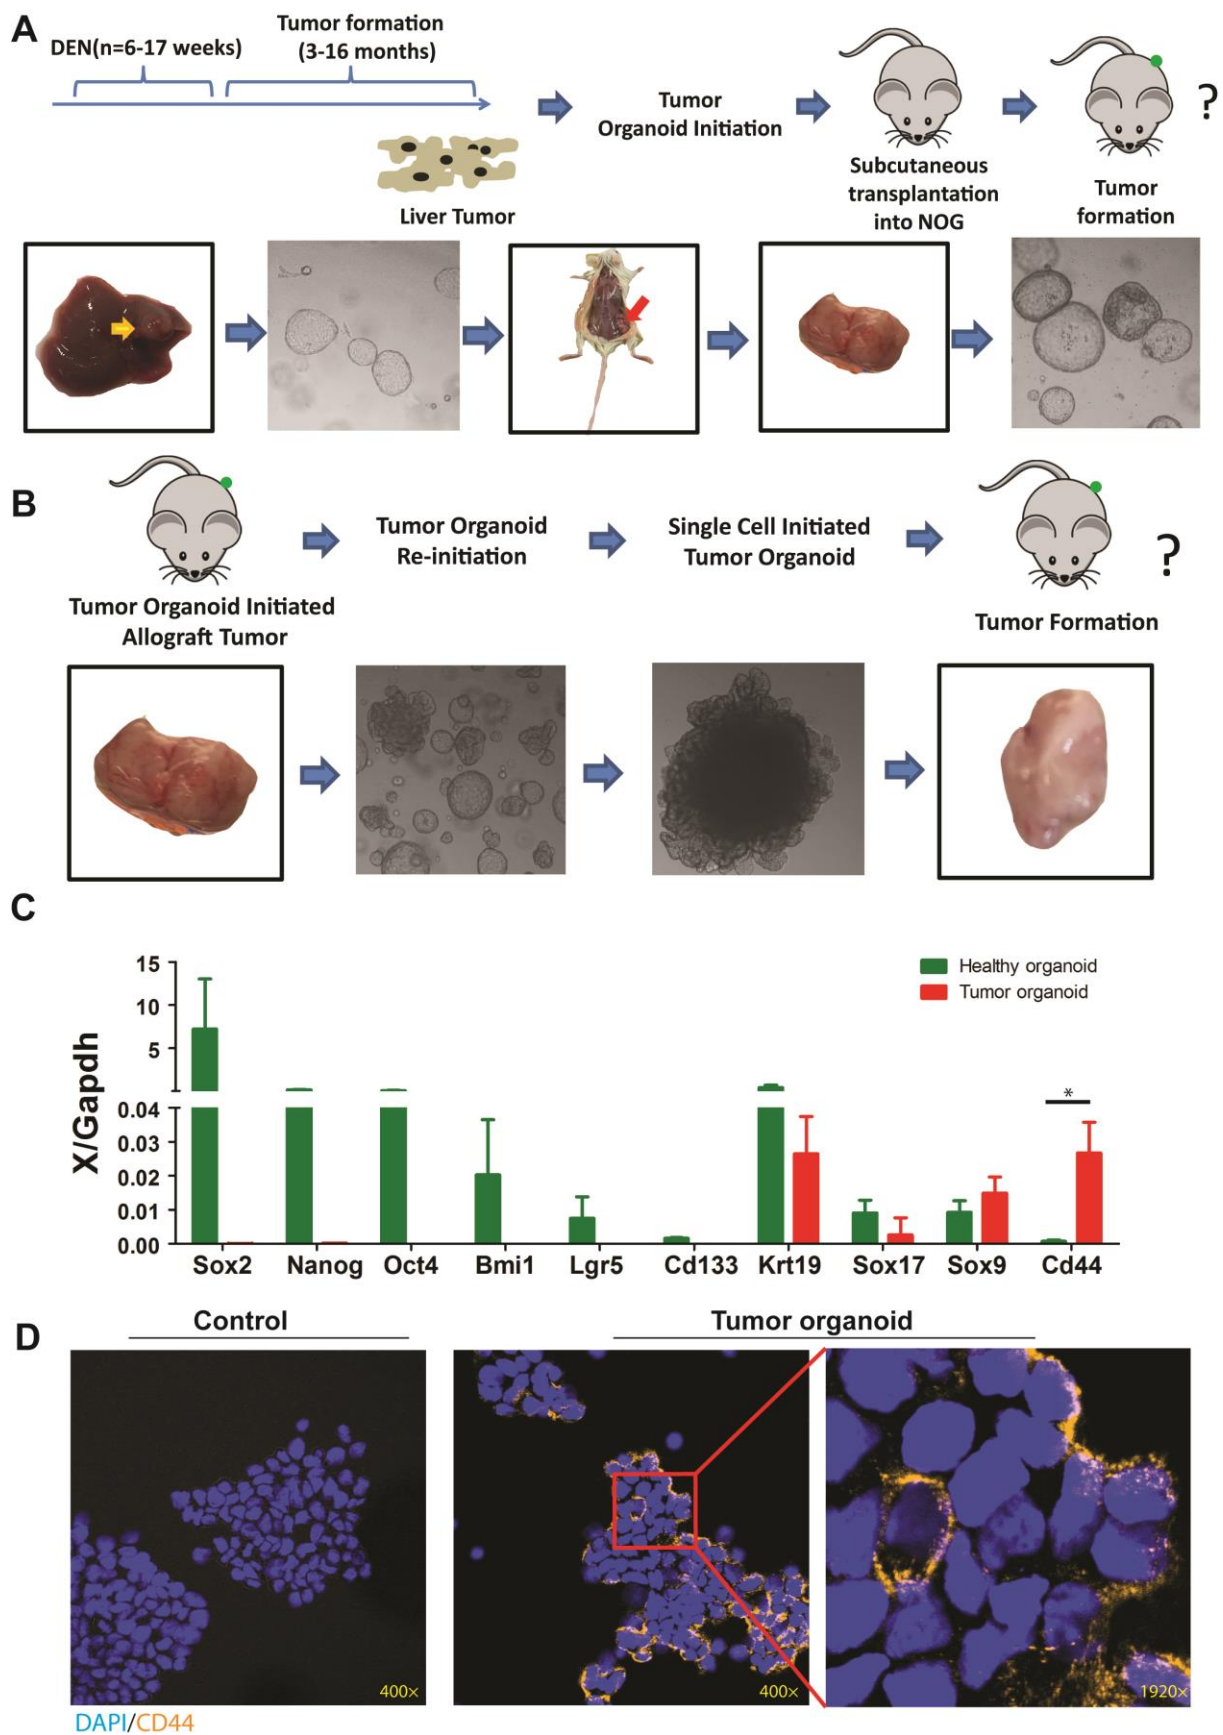 A
DEN(n=6-17 weeks)
Tumor formation
(3-16 months)
Liver Tumor
Tumor
Organoid Initiation
Subcutaneous
transplantation
into NOG
Tumor
formation
?
B
Tumor Organoid Initiated
Allograft Tumor
Tumor Organoid
Re-initiation
Single Cell Initiated
Tumor Organoid
Tumor Formation
?
C
X/Gapdh
15
10
5
0.04
0.03
0.02
0.01
0.00
Healthy organoid
Tumor organoid
*
Sox2 Nanog Oct4 Bmi1 Lgr5 Cd133 Krt19 Sox17 Sox9 Cd44
D
Control
Tumor organoid
400×
400×
1920×
DAPI/CD44